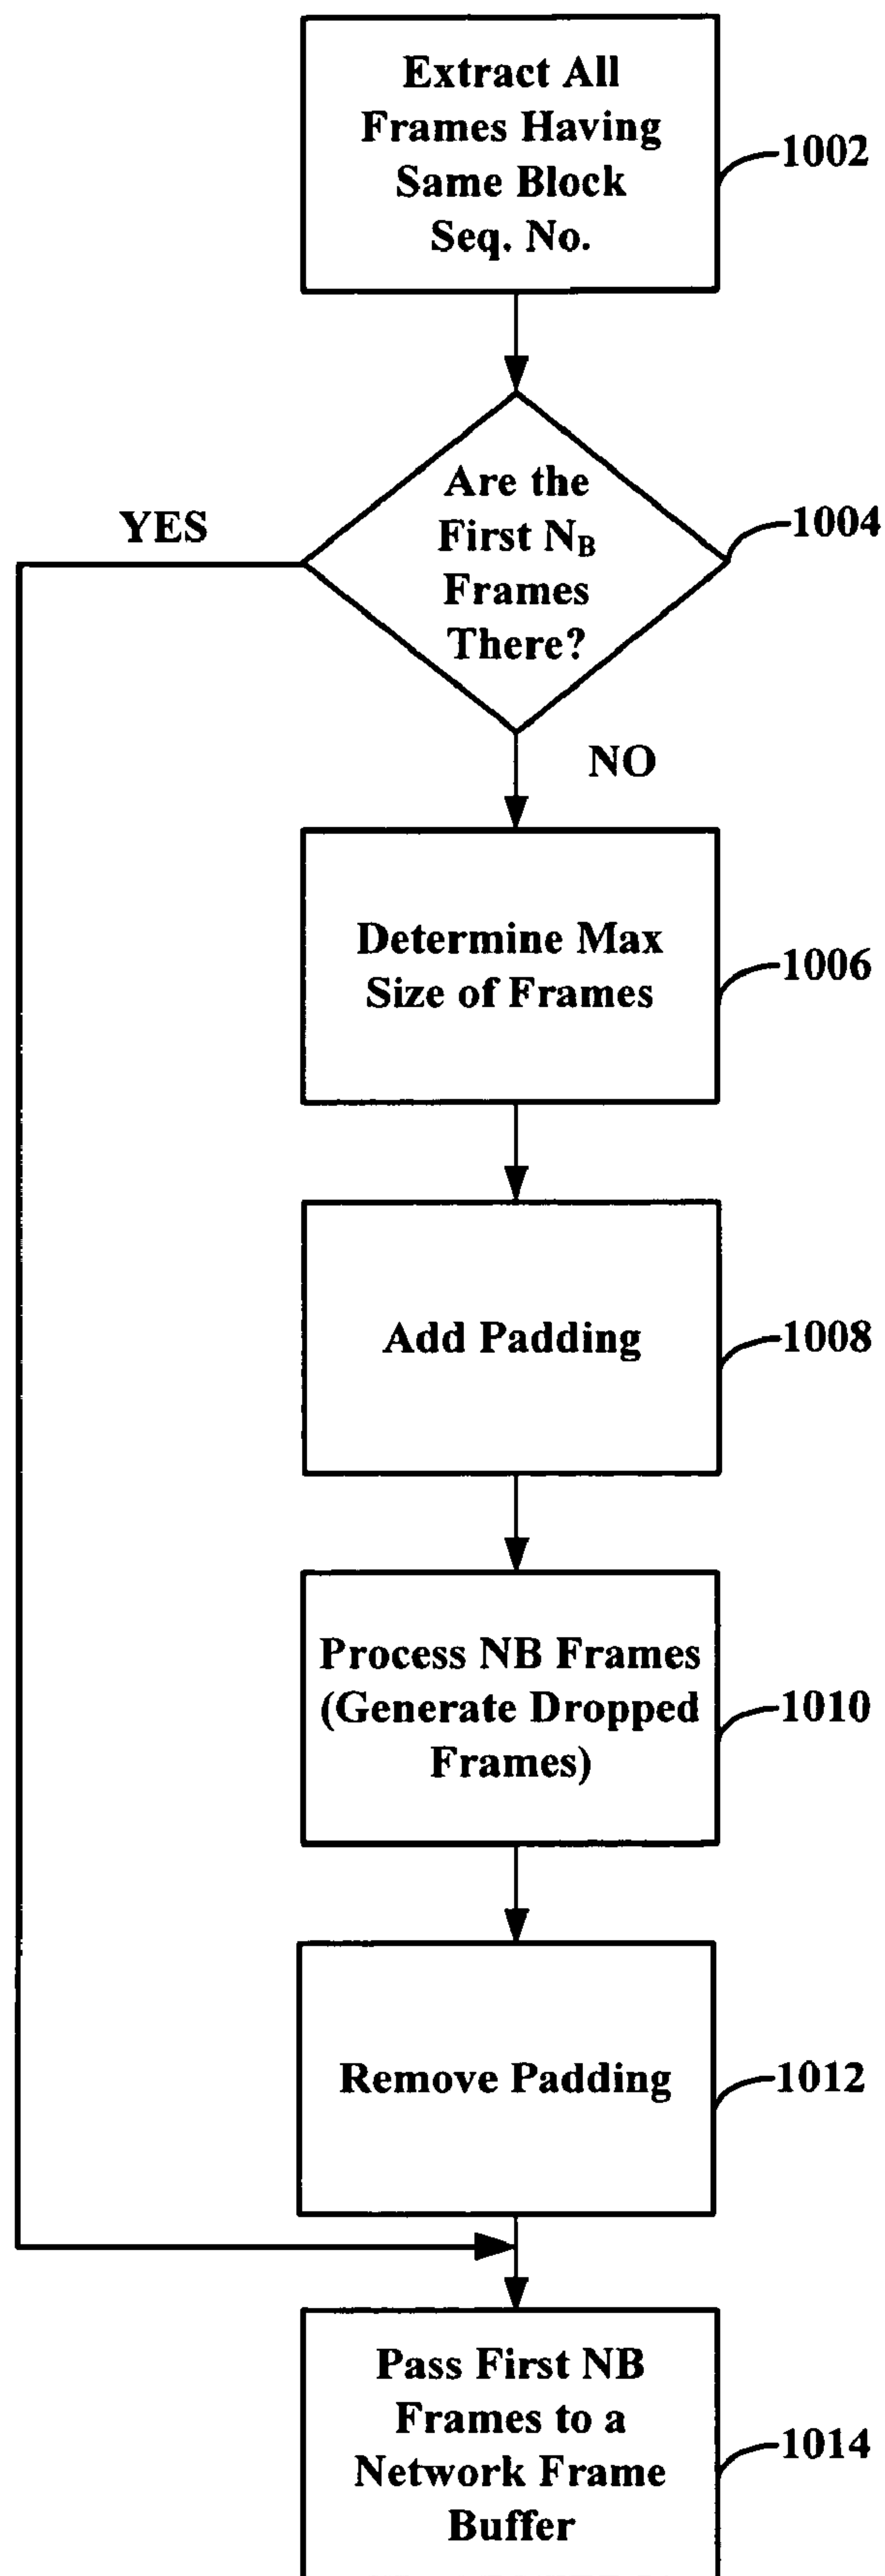 Extract All
Frames Having
Same Block
Seq. No.
1002
Are the
First N_B
Frames
There?
1004
YES
NO
Determine Max
Size of Frames
1006
Add Padding
1008
Process NB Frames
(Generate Dropped
Frames)
1010
Remove Padding
1012
Pass First NB
Frames to a
Network Frame
Buffer
1014